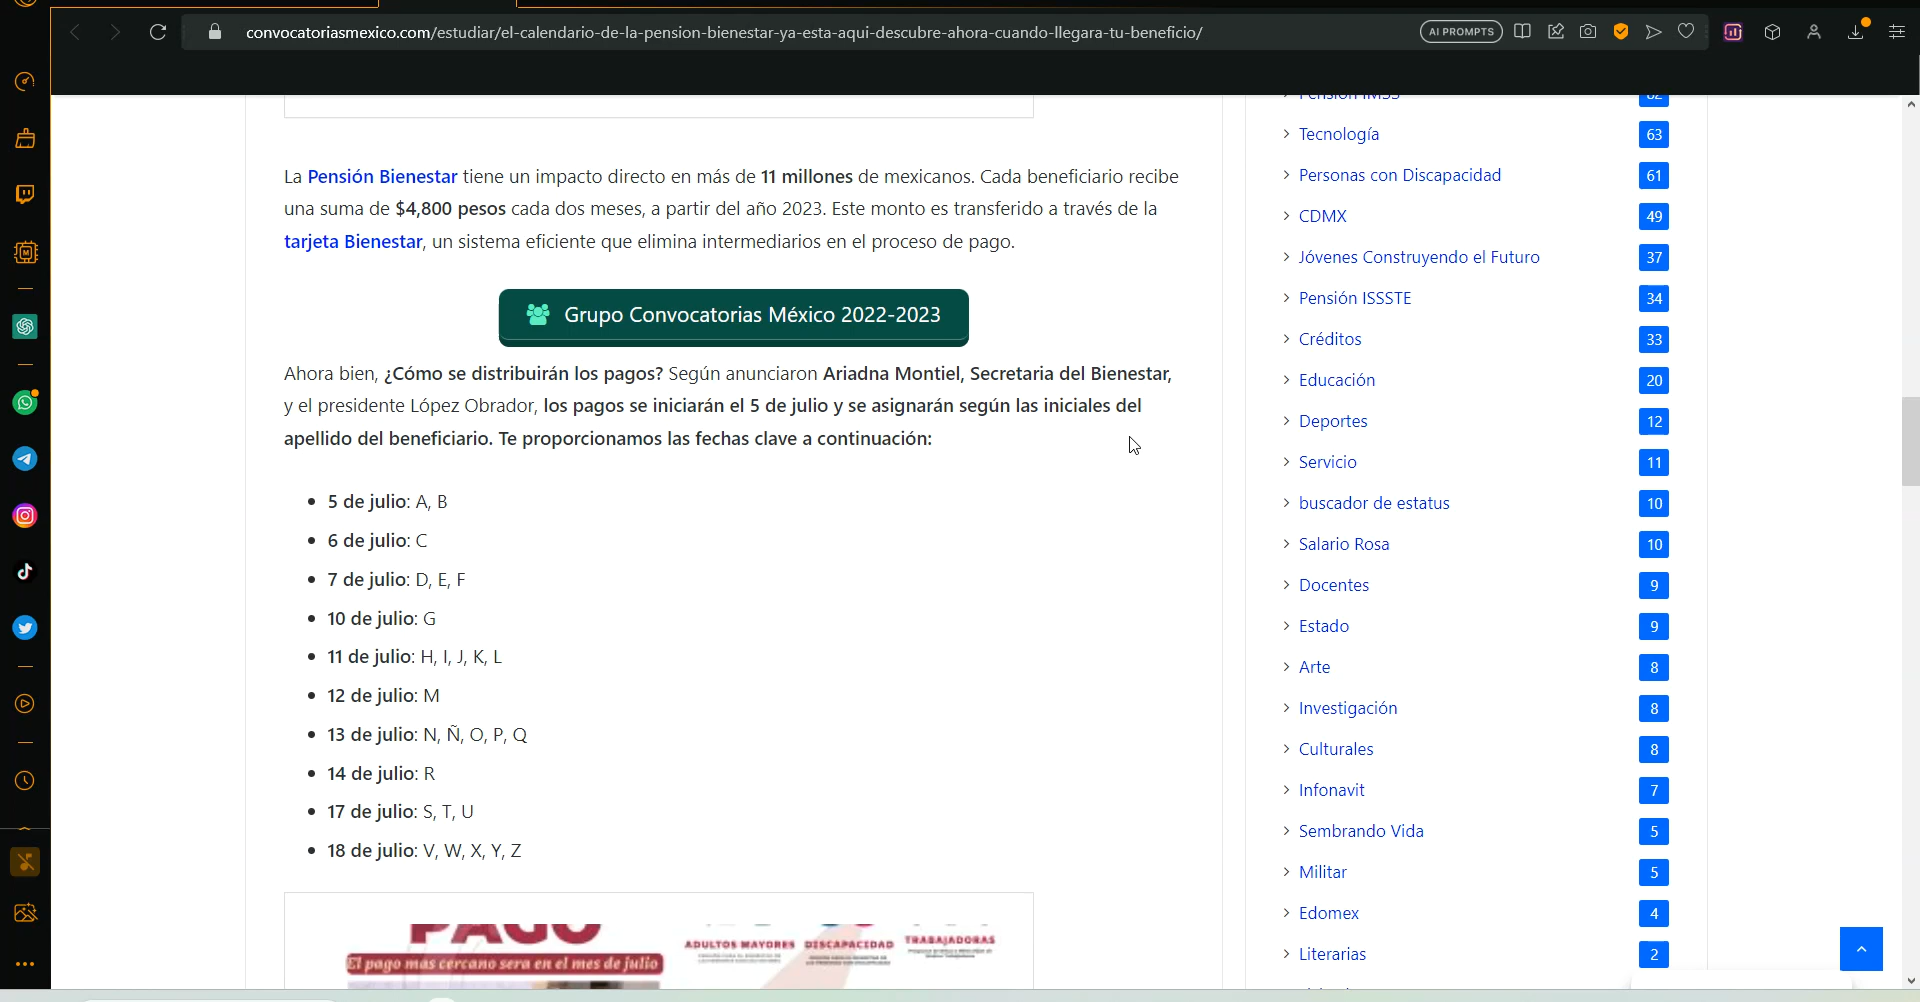 convocatoriasmexico.com/estudiar/el-calendario-de-la-pension-bienestar-ya-esta-aqui-descubre-ahora-cuando-llegara-tu-beneficio/
AI PROMPTS
La Pensión Bienestar tiene un impacto directo en más de 11 millones de mexicanos. Cada beneficiario recibe
una suma de $4,800 pesos cada dos meses, a partir del año 2023. Este monto es transferido a través de la
tarjeta Bienestar, un sistema eficiente que elimina intermediarios en el proceso de pago.
Grupo Convocatorias México 2022-2023
Ahora bien, ¿Cómo se distribuirán los pagos? Según anunciaron Ariadna Montiel, Secretaria del Bienestar,
y el presidente López Obrador, los pagos se iniciarán el 5 de julio y se asignarán según las iniciales del
apellido del beneficiario. Te proporcionamos las fechas clave a continuación:
• 5 de julio: A, B
• 6 de julio: C
• 7 de julio: D, E, F
• 10 de julio: G
• 11 de julio: H, I, J, K, L
• 12 de julio: M
• 13 de julio: N, Ñ, O, P, Q
• 14 de julio: R
• 17 de julio: S, T, U
• 18 de julio: V, W, X, Y, Z
PAGO
El pago mas cercano sera en el mes de julio
ADULTOS MAYORES
DISCAPACIDAD
TRABAJADORAS
Pensión IMSS 62
Tecnología 63
Personas con Discapacidad 61
CDMX 49
Jóvenes Construyendo el Futuro 37
Pensión ISSSTE 34
Créditos 33
Educación 20
Deportes 12
Servicio 11
buscador de estatus 10
Salario Rosa 10
Docentes 9
Estado 9
Arte 8
Investigación 8
Culturales 8
Infonavit 7
Sembrando Vida 5
Militar 5
Edomex 4
Literarias 2